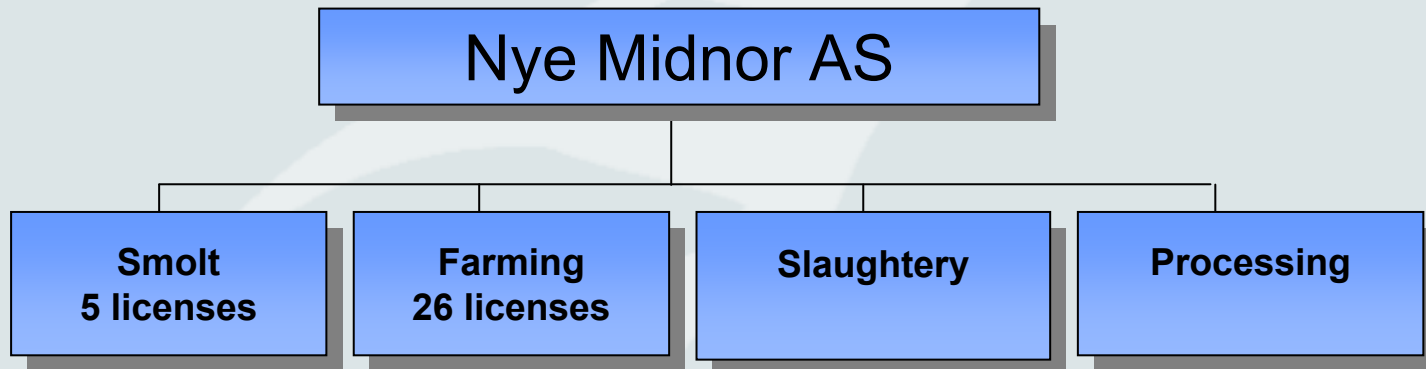 Nye Midnor AS
Smolt
5 licenses
Farming
26 licenses
Slaughtery
Processing